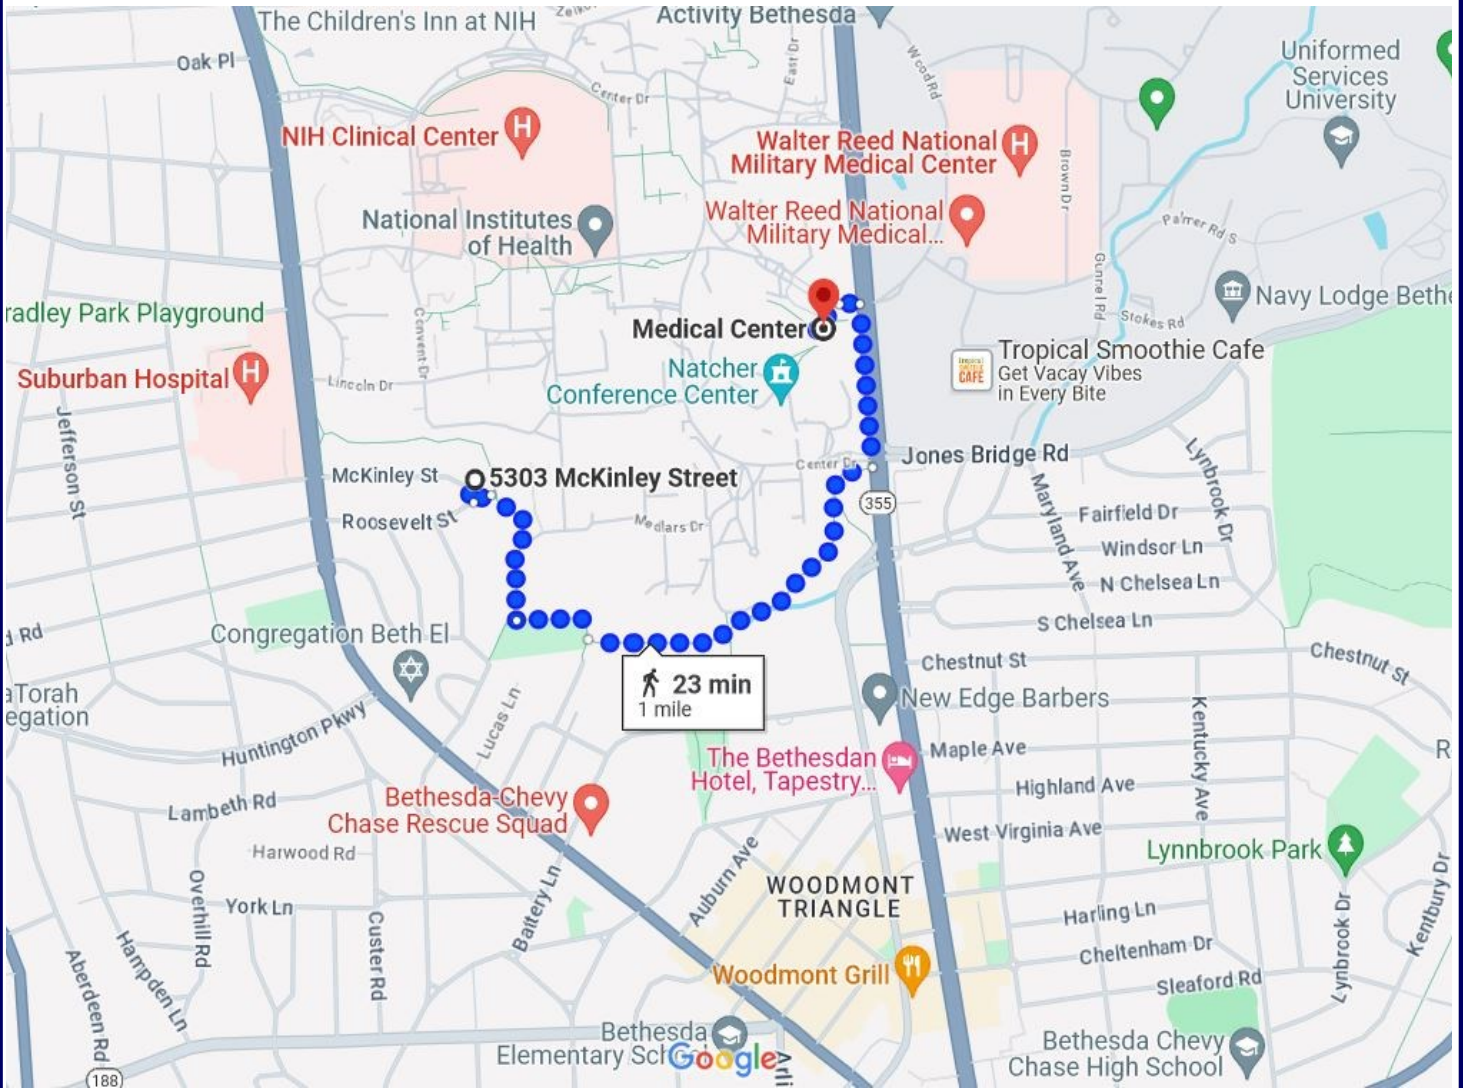 The Children's Inn at NIH
Activity Bethesda
Oak Pl
Center Dr
East Dr
Wood Rd
Uniformed
Services
University
NIH Clinical Center
H
Walter Reed National
Military Medical Center
H
Brown Dr
National Institutes
of Health
Walter Reed National
Military Medical...
Palmer Rd S
Gunnel Rd
Stokes Rd
Navy Lodge Bethe
radley Park Playground
Convent Dr
Medical Center
Natcher
Conference Center
Tropical Smoothie Cafe
Get Vacay Vibes
in Every Bite
CAFE
Suburban Hospital
H
Lincoln Dr
Jefferson St
McKinley St
5303 McKinley Street
Center Dr
Jones Bridge Rd
Lynbrook Dr
Roosevelt St
Medlars Dr
355
Maryland Ave
Fairfield Dr
Windsor Ln
N Chelsea Ln
S Chelsea Ln
d Rd
Congregation Beth El
Chestnut St
Chestnut St
23 min
1 mile
aTorah
egation
New Edge Barbers
Huntington Pkwy
Lucas Ln
Kentucky Ave
The Bethesdan
Hotel, Tapestry...
Maple Ave
R
Highland Ave
Lambeth Rd
Bethesda-Chevy
Chase Rescue Squad
West Virginia Ave
Lynnbrook Park
Harwood Rd
Overhill Rd
York Ln
Custer Rd
Battery Ln
Auburn Ave
WOODMONT
TRIANGLE
Harling Ln
Cheltenham Dr
Lynbrook Dr
Kentbury Dr
Hampden Ln
Aberdeen Rd
Woodmont Grill
Sleaford Rd
Bethesda
Elementary Sch
Google
Arli
Bethesda Chevy
Chase High School
188